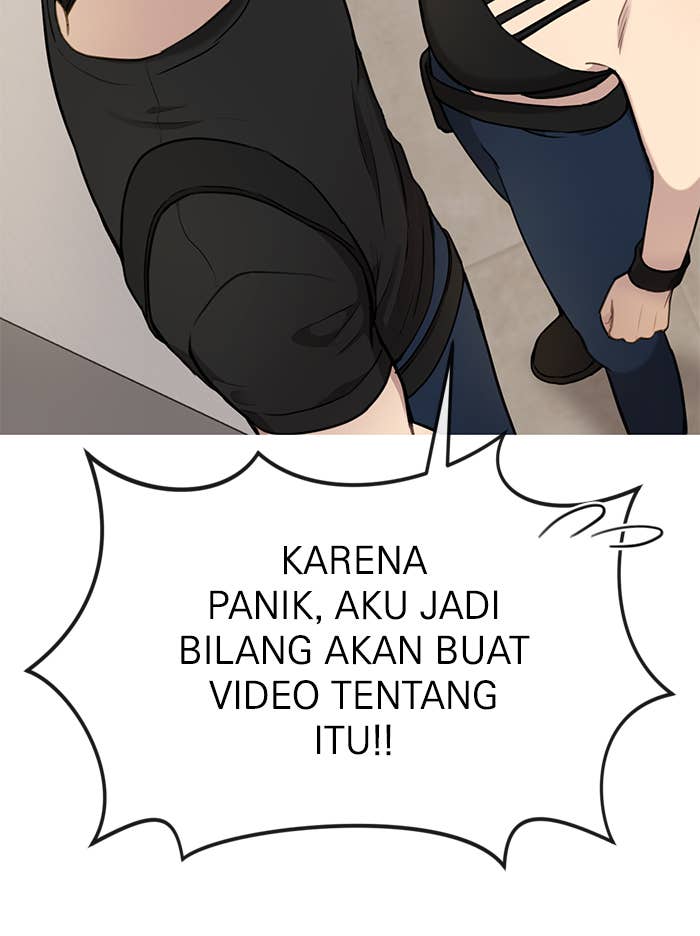 KARENA
PANIK, AKU JADI
BILANG AKAN BUAT
VIDEO TENTANG
ITU!!